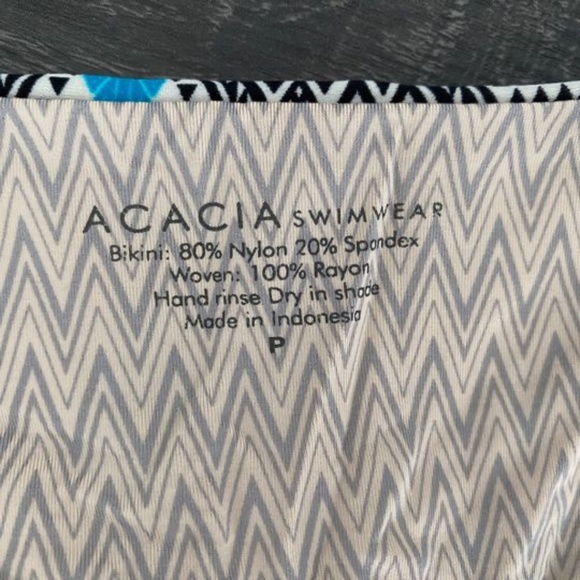 ACACIA SWIMWEAR
Bikini: 80% Nylon 20% Spandex
Woven: 100% Rayon
Hand rinse Dry in shade
Made in Indonesia
P